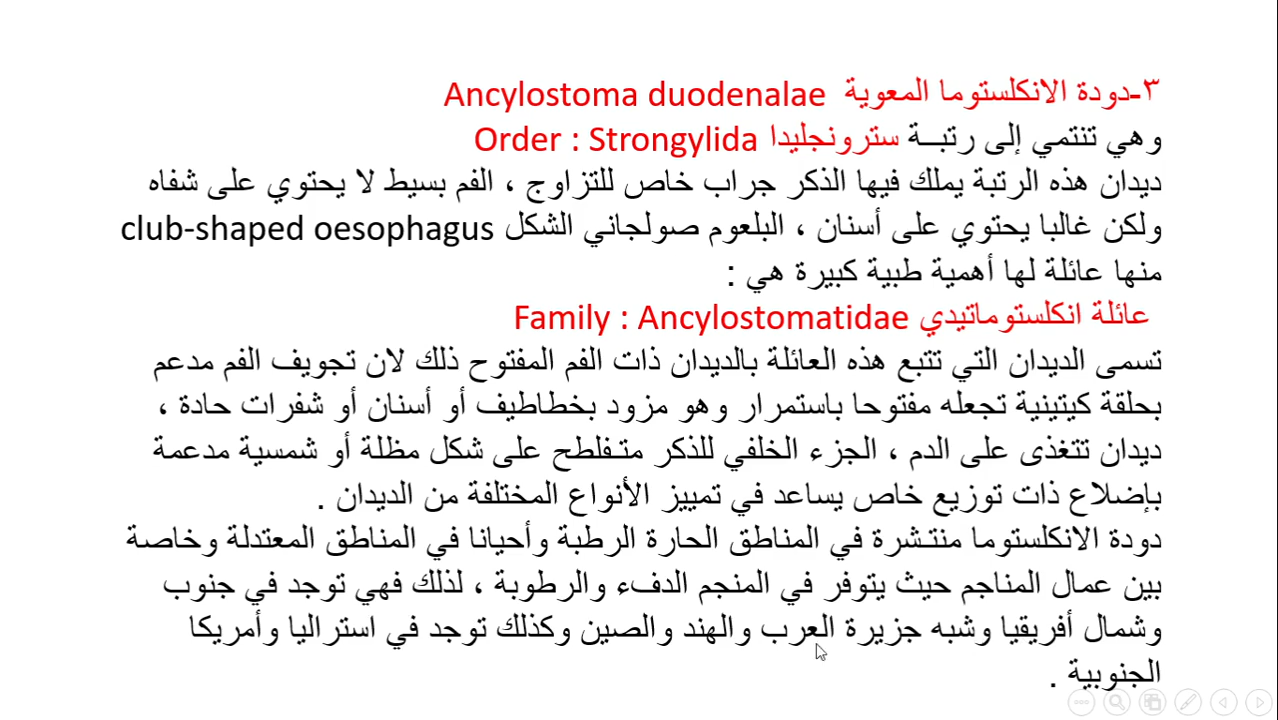 ٣-دودة الانكلستوما المعوية Ancylostoma duodenalae
وهي تنتمي إلى رتبـــة سترونجليدا Order : Strongylida
ديدان هذه الرتبة يملك فيها الذكر جراب خاص للتزاوج ، الفم بسيط لا يحتوي على شفاه
ولكن غالبا يحتوي على أسنان ، البلعوم صولجاني الشكل club-shaped oesophagus
منها عائلة لها أهمية طبية كبيرة هي :
عائلة انكلستوماتيدي Family : Ancylostomatidae
تسمى الديدان التي تتبع هذه العائلة بالديدان ذات الفم المفتوح ذلك لان تجويف الفم مدعم
بحلقة كيتينية تجعله مفتوحا باستمرار وهو مزود بخطاطيف أو أسنان أو شفرات حادة ،
ديدان تتغذى على الدم ، الجزء الخلفي للذكر متـفلطح على شكل مظلة أو شمسية مدعمة
بإضلاع ذات توزيع خاص يساعد في تمييز الأنواع المختلفة من الديدان .
دودة الانكلستوما منتـشرة في المناطق الحارة الرطبة وأحيانا في المناطق المعتدلة وخاصة
بين عمال المناجم حيث يتوفر في المنجم الدفء والرطوبة ، لذلك فهي توجد في جنوب
وشمال أفريقيا وشبه جزيرة العرب والهند والصين وكذلك توجد في استراليا وأمريكا
الجنوبية .